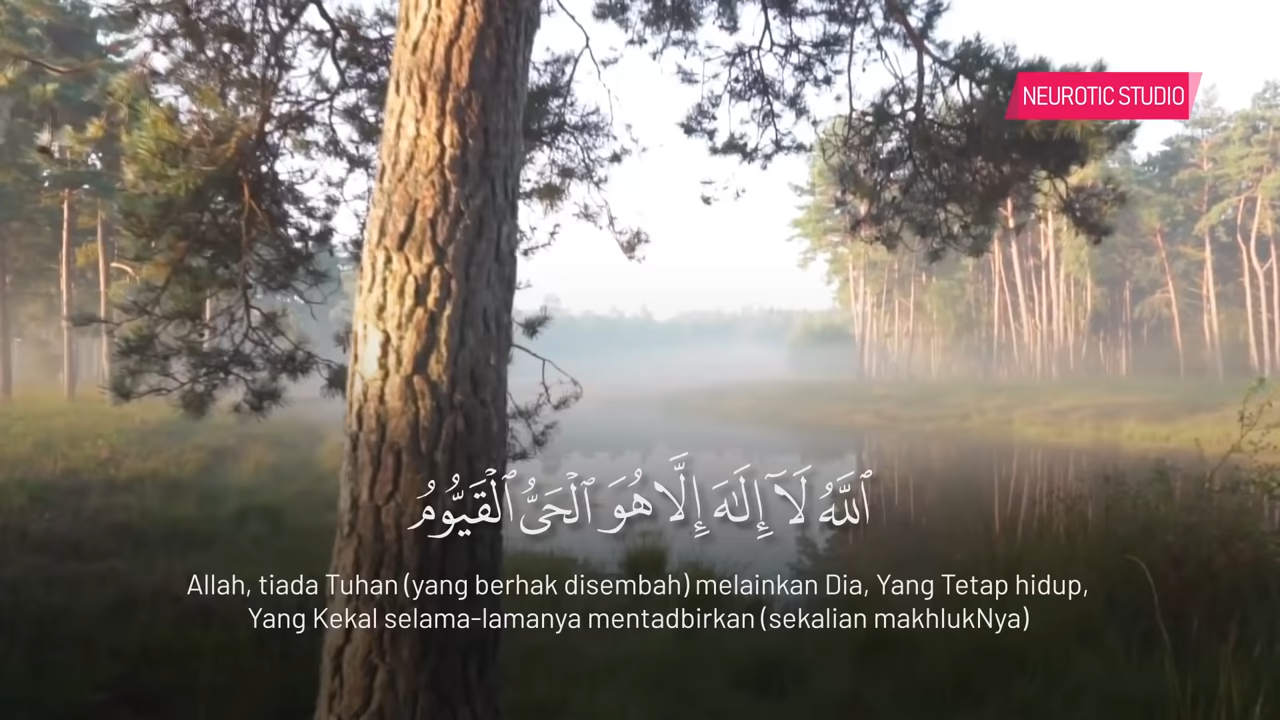 NEUROTIC STUDIO
ٱللَّهُ لَآ إِلَـٰهَ إِلَّا هُوَ ٱلْحَىُّ ٱلْقَيُّومُ
Allah, tiada Tuhan (yang berhak disembah) melainkan Dia, Yang Tetap hidup,
Yang Kekal selama-lamanya mentadbirkan (sekalian makhlukNya)